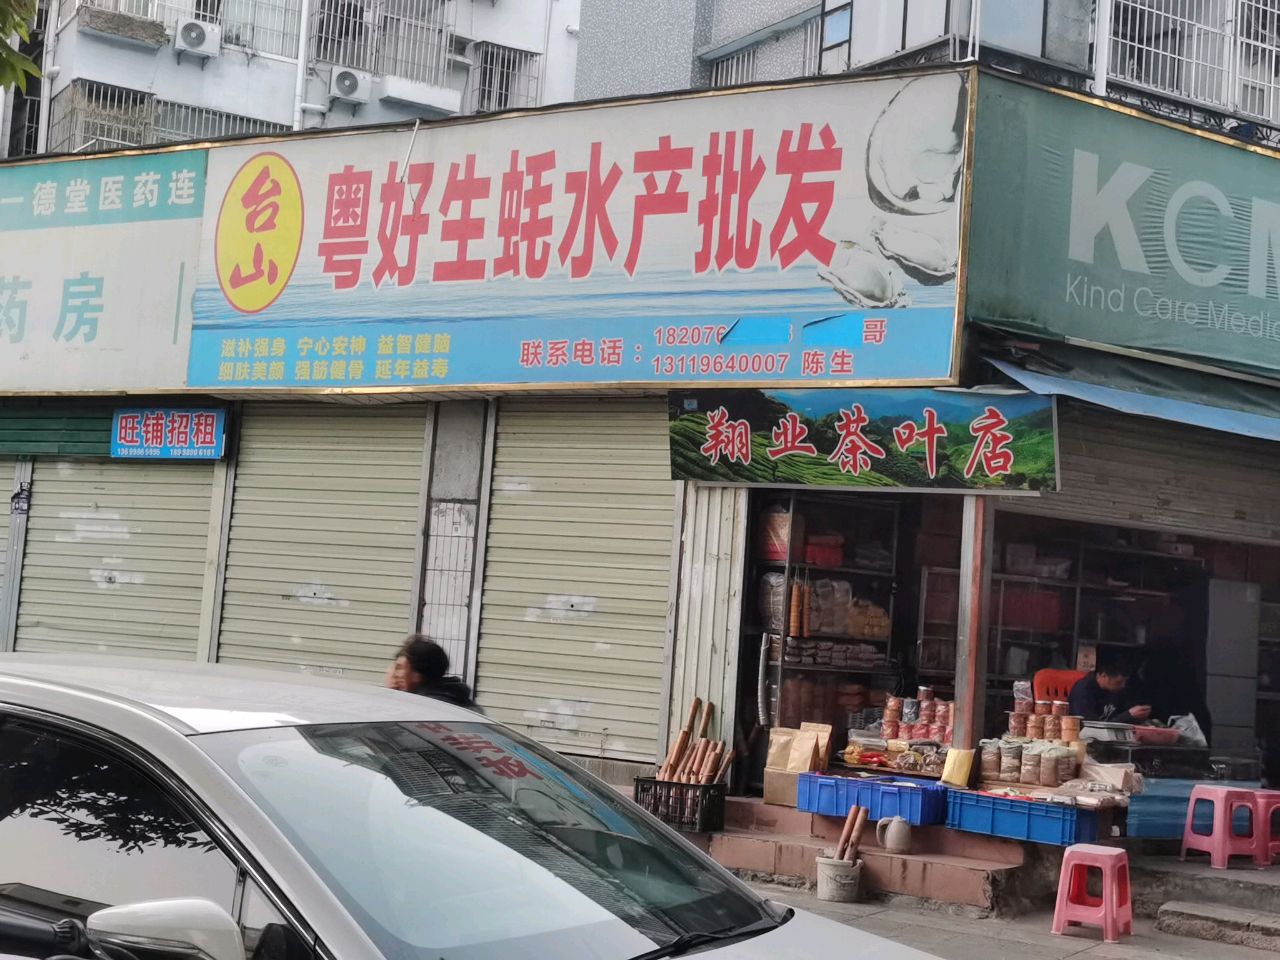 一德堂医药连
药房
台山
粤好生蚝水产批发
滋补强身 宁心安神 益智健脑
细肤美颜 强筋健骨 延年益寿
联系电话：
182076
哥
13119640007 陈生
KCM
Kind Care Medic
旺铺招租
翔业茶叶店